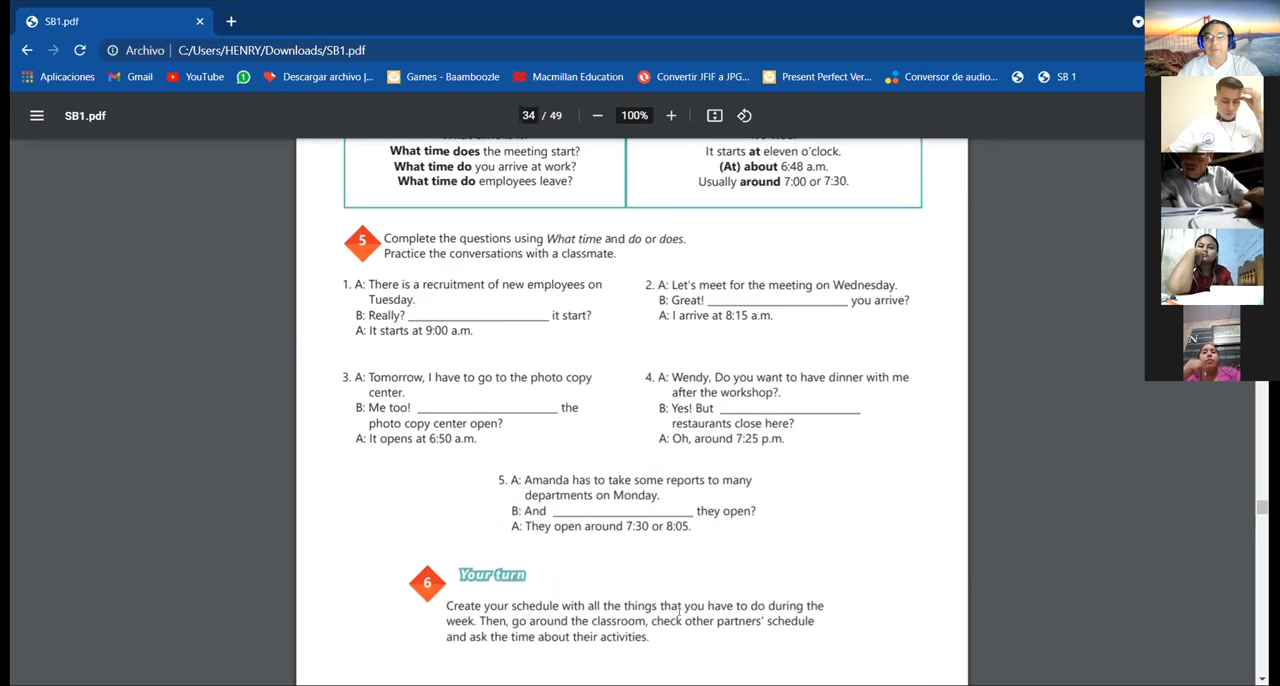 SB1.pdf
Archivo C:/Users/HENRY/Downloads/SB1.pdf
Aplicaciones Gmail YouTube Descargar archivo |... Games - Baamboozle Macmillan Education Convertir JFIF a JPG... Present Perfect Ver... Conversor de audio... SB 1
SB1.pdf 34 / 49 100%
What time does the meeting start?
What time do you arrive at work?
What time do employees leave?
It starts at eleven o'clock.
(At) about 6:48 a.m.
Usually around 7:00 or 7:30.
5 Complete the questions using What time and do or does.
Practice the conversations with a classmate.
1. A: There is a recruitment of new employees on
Tuesday.
B: Really? ____________________ it start?
A: It starts at 9:00 a.m.
2. A: Let's meet for the meeting on Wednesday.
B: Great! ____________________ you arrive?
A: I arrive at 8:15 a.m.
3. A: Tomorrow, I have to go to the photo copy
center.
B: Me too! ____________________ the
photo copy center open?
A: It opens at 6:50 a.m.
4. A: Wendy, Do you want to have dinner with me
after the workshop?.
B: Yes! But ____________________
restaurants close here?
A: Oh, around 7:25 p.m.
5. A: Amanda has to take some reports to many
departments on Monday.
B: And ____________________ they open?
A: They open around 7:30 or 8:05.
6 Your turn
Create your schedule with all the things that you have to do during the
week. Then, go around the classroom, check other partners' schedule
and ask the time about their activities.